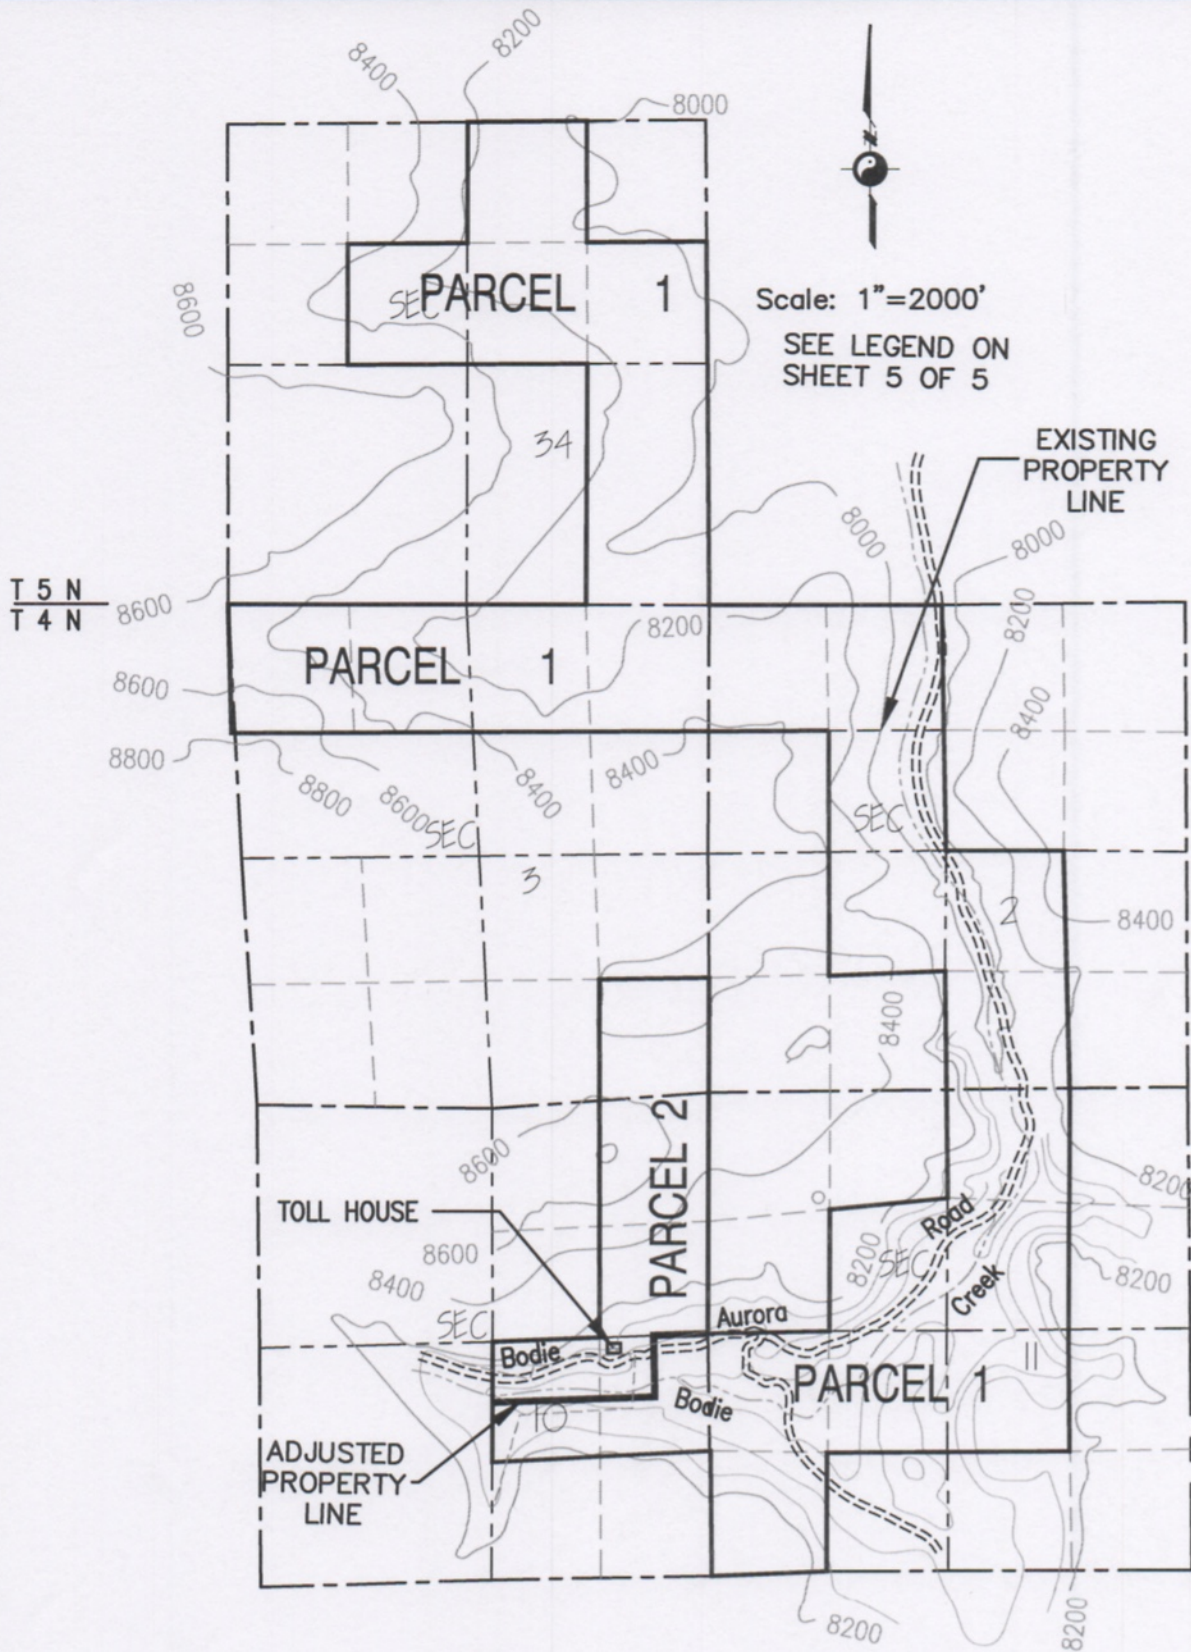 8200
8400
8000
8600
SEC
PARCEL 1
Scale: 1"=2000'
SEE LEGEND ON
SHEET 5 OF 5
34
EXISTING
PROPERTY
LINE
8000
8000
T 5 N
T 4 N
8600
8200
8200
PARCEL 1
8600
8400
8800
8800
8600
8400
8400
SEC
SEC
3
2
8400
8400
PARCEL 2
8600
TOLL HOUSE
8200
Road
8600
8200
SEC
Creek
8200
8400
SEC
Aurora
Bodie
PARCEL 1
11
Bodie
10
ADJUSTED
PROPERTY
LINE
8200
8200